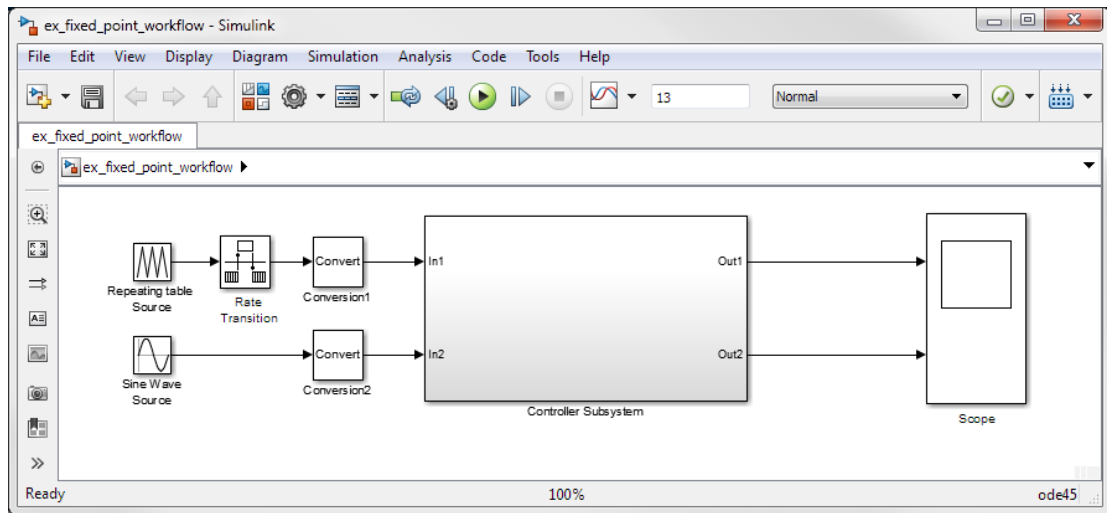 ex_fixed_point_workflow - Simulink
File Edit View Display Diagram Simulation Analysis Code Tools Help
13 Normal
ex_fixed_point_workflow
ex_fixed_point_workflow
Convert In1 Out1
Repeating table Source
Rate Transition
Conversion1
Convert In2 Out2
Sine Wave Source
Conversion2
Controller Subsystem
Scope
Ready 100% ode45